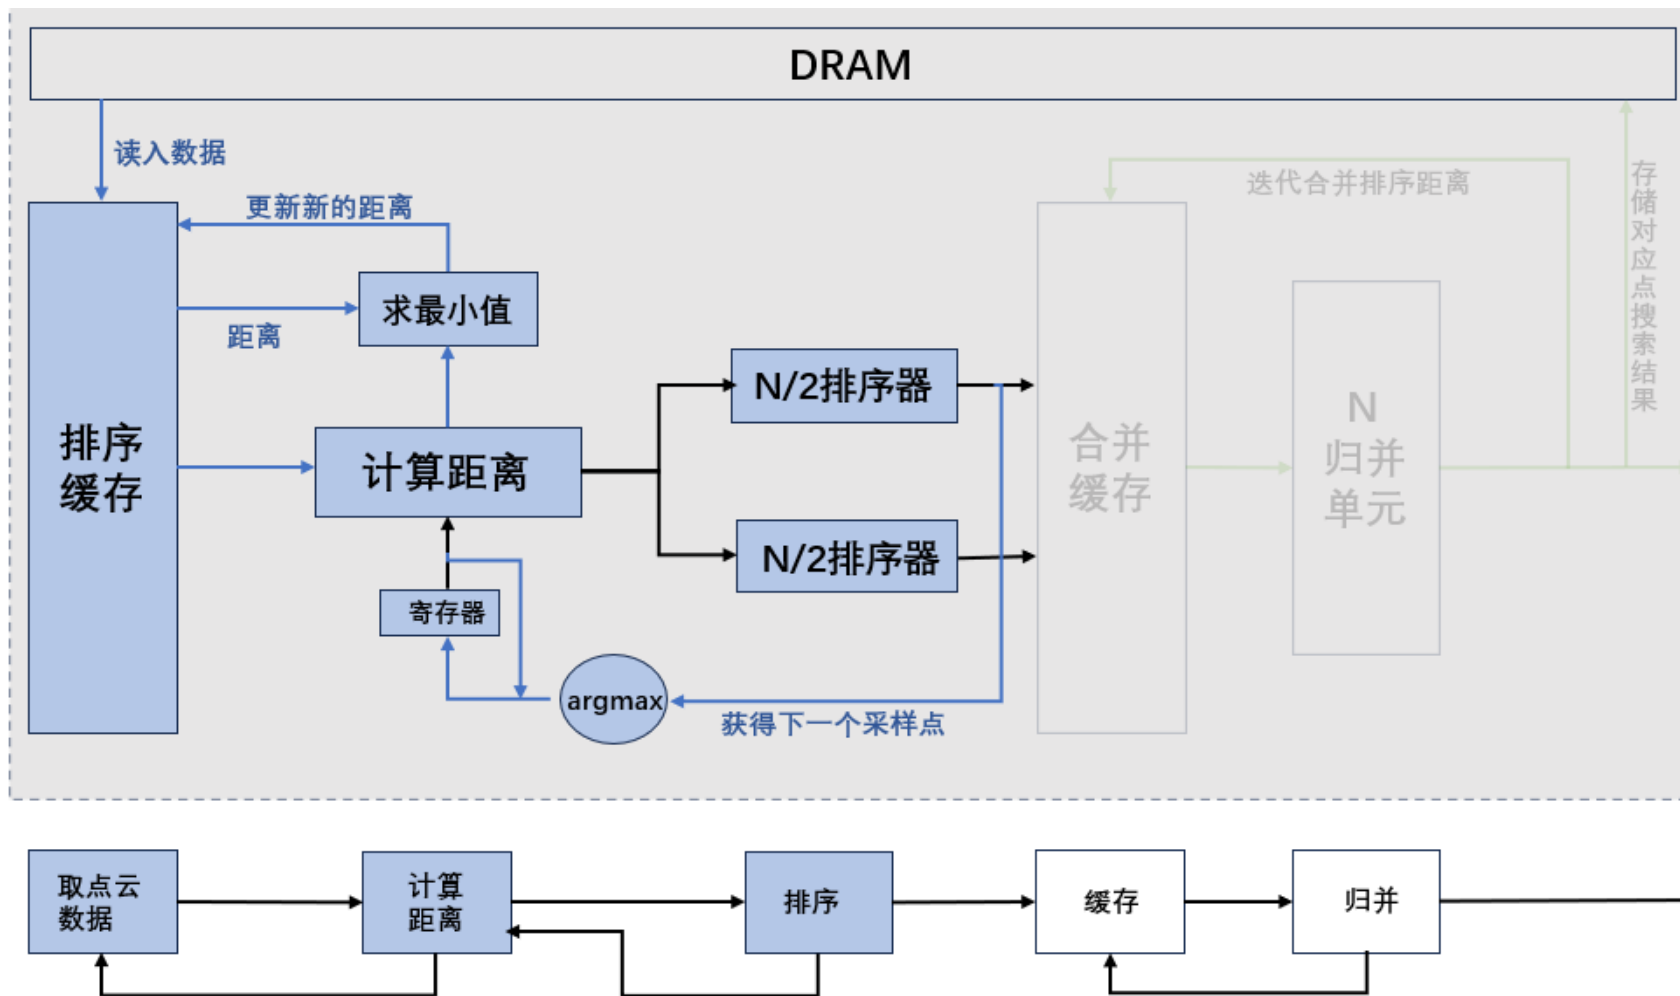 DRAM
读入数据
更新新的距离
迭代合并排序距离
存储对应点搜索结果
求最小值
距离
N/2排序器
排序
缓存
计算距离
合并
缓存
N
归并
单元
N/2排序器
寄存器
argmax
获得下一个采样点
取点云
数据
计算
距离
排序
缓存
归并